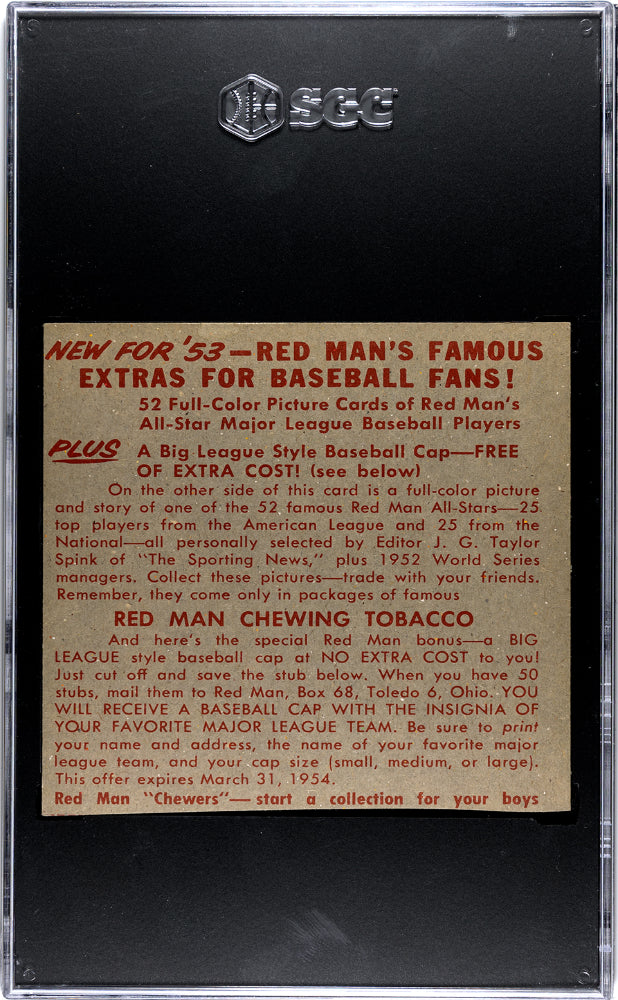 SGC
NEW FOR '53—RED MAN'S FAMOUS
EXTRAS FOR BASEBALL FANS!
52 Full-Color Picture Cards of Red Man's
All-Star Major League Baseball Players
PLUS A Big League Style Baseball Cap—FREE
OF EXTRA COST! (see below)
On the other side of this card is a full-color picture
and story of one of the 52 famous Red Man All-Stars—25
top players from the American League and 25 from the
National—all personally selected by Editor J. G. Taylor
Spink of "The Sporting News," plus 1952 World Series
managers. Collect these pictures—trade with your friends.
Remember, they come only in packages of famous
RED MAN CHEWING TOBACCO
And here's the special Red Man bonus—a BIG
LEAGUE style baseball cap at NO EXTRA COST to you!
Just cut off and save the stub below. When you have 50
stubs, mail them to Red Man, Box 68, Toledo 6, Ohio. YOU
WILL RECEIVE A BASEBALL CAP WITH THE INSIGNIA OF
YOUR FAVORITE MAJOR LEAGUE TEAM. Be sure to print
your name and address, the name of your favorite major
league team, and your cap size (small, medium, or large).
This offer expires March 31, 1954.
Red Man "Chewers"—start a collection for your boys